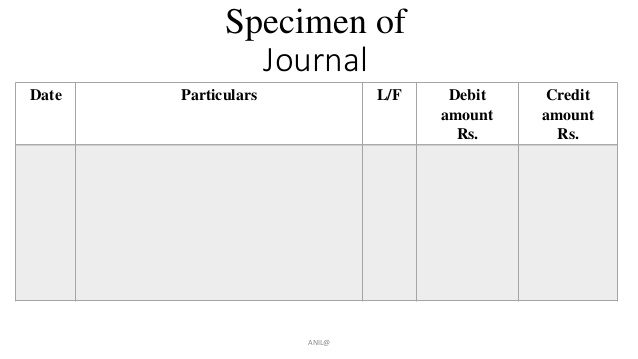 Specimen of
Journal
Date Particulars L/F Debit amount Rs. Credit amount Rs.
ANIL@